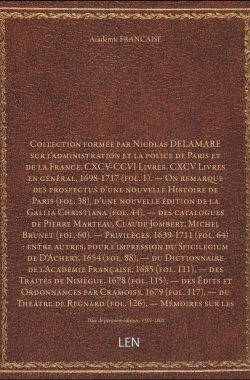 Académie FRANCAISE
Collection formée par Nicolas DELAMARE
sur l'administration et la police de Paris et
de la France. CXCV-CCVI Livres. CXCV Livres
en général, 1698-1717 (fol. 1). — On remarque
des prospectus d'une nouvelle Histoire de
Paris (fol. 38), d'une nouvelle édition de la
Gallia Christiana (fol. 44), — des catalogues
de Pierre Marteau, Claude Jombert, Michel
Brunet (fol. 60). — Privilèges, 1639-1711 (fol. 64)
: entre autres, pour l'impression du Spicilegium
de D'Achery, 1654 (fol. 88), — du Dictionnaire
de l'Académie Française, 1685 (fol. 111), — des
Traités de Nimègue, 1678 (fol. 115), — des Édits et
Ordonnances par Cramoisy, 1679 (fol. 117), — du
Théâtre de Regnard (fol. 126). — Mémoires sur les
Date de première édition :
LEN